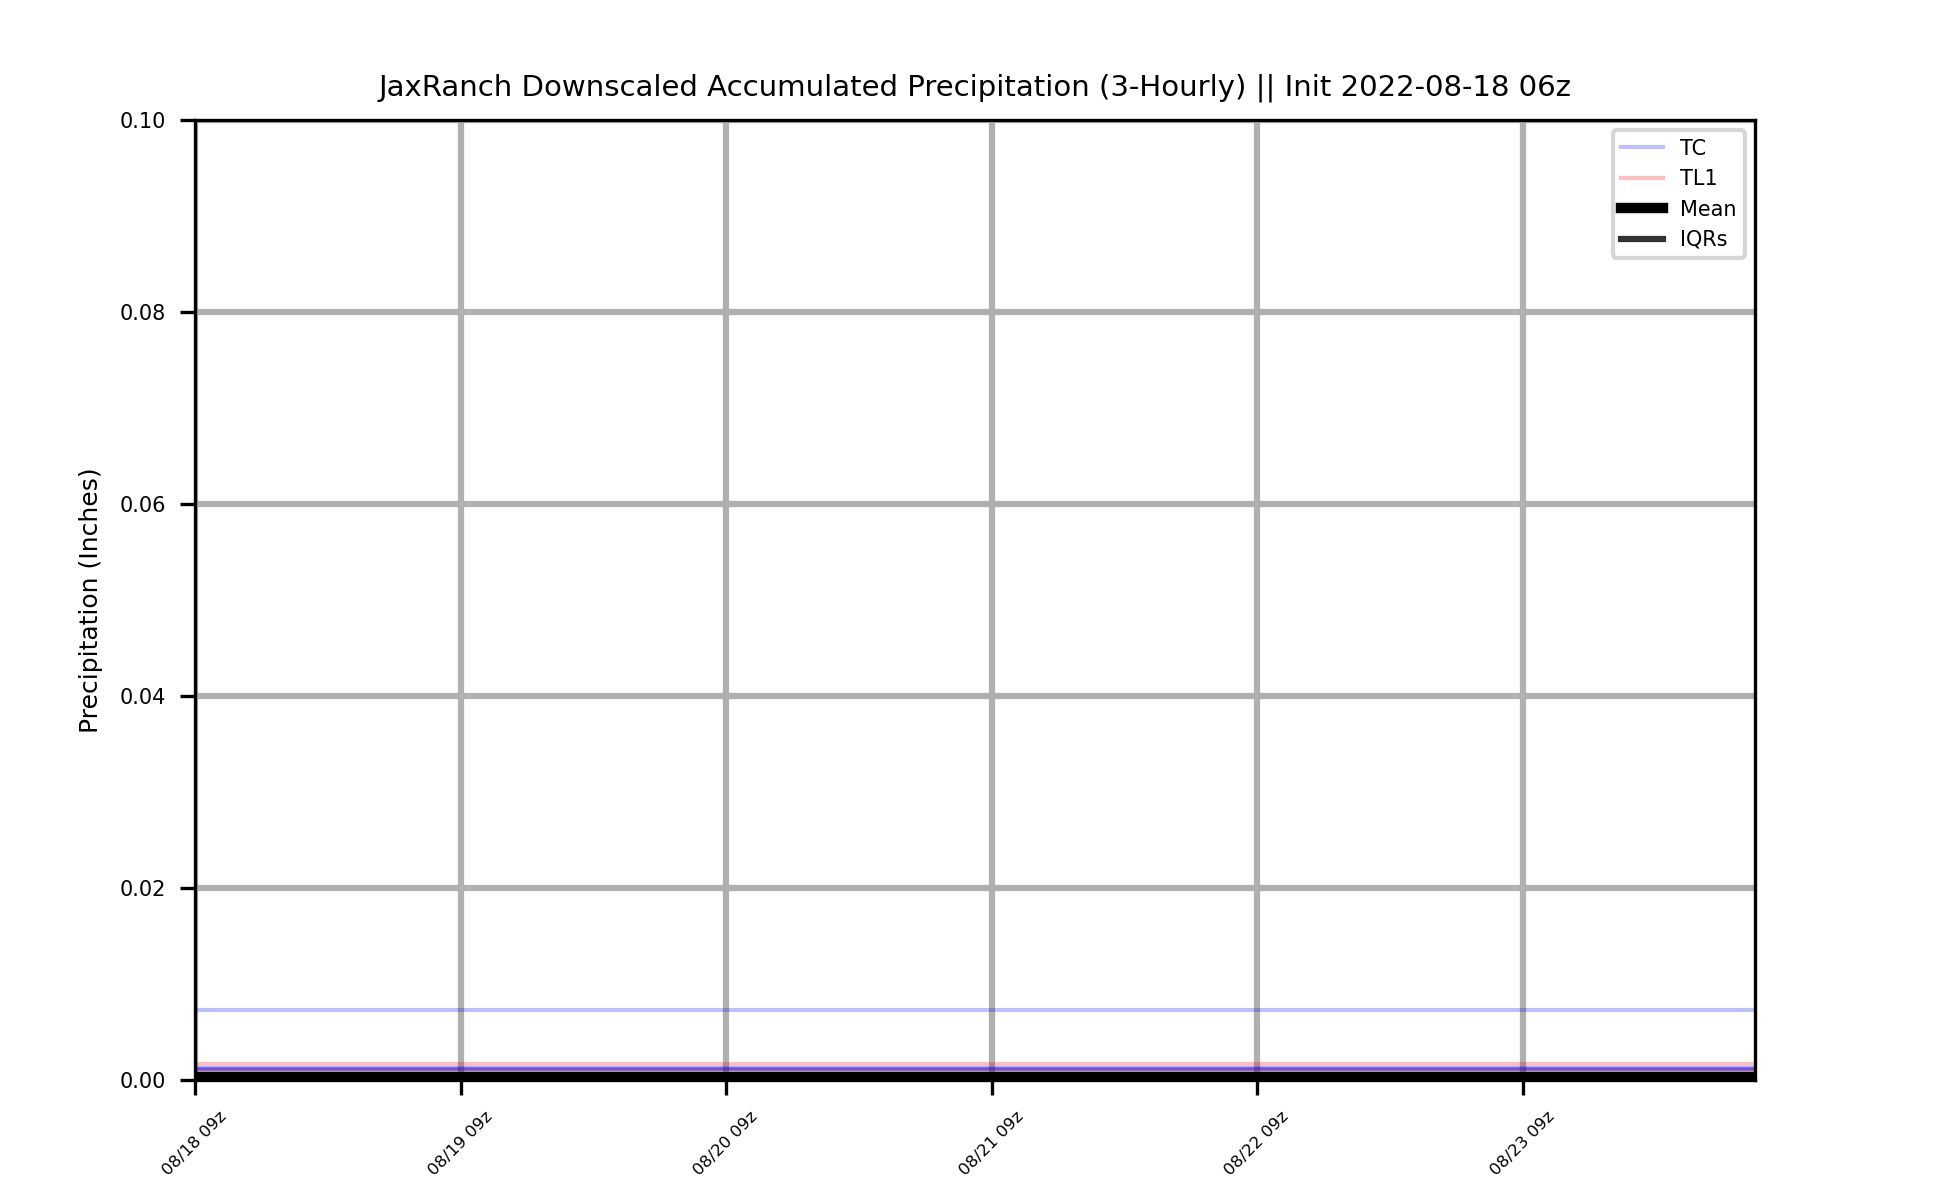 JaxRanch Downscaled Accumulated Precipitation (3-Hourly) || Init 2022-08-18 06z
0.10
0.08
0.06
0.04
0.02
0.00
Precipitation (Inches)
TC
TL1
Mean
IQRs
08/18 09z
08/19 09z
08/20 09z
08/21 09z
08/22 09z
08/23 09z